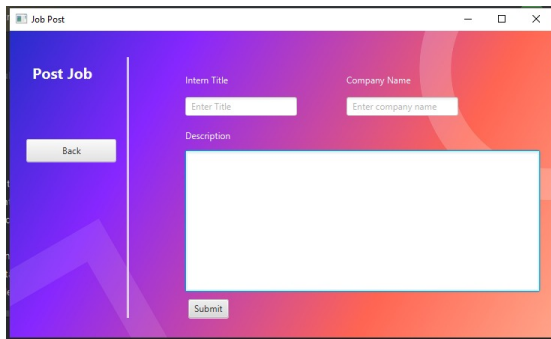 Job Post
Post Job
Back
Intern Title
Company Name
Enter Title
Enter company name
Description
Submit